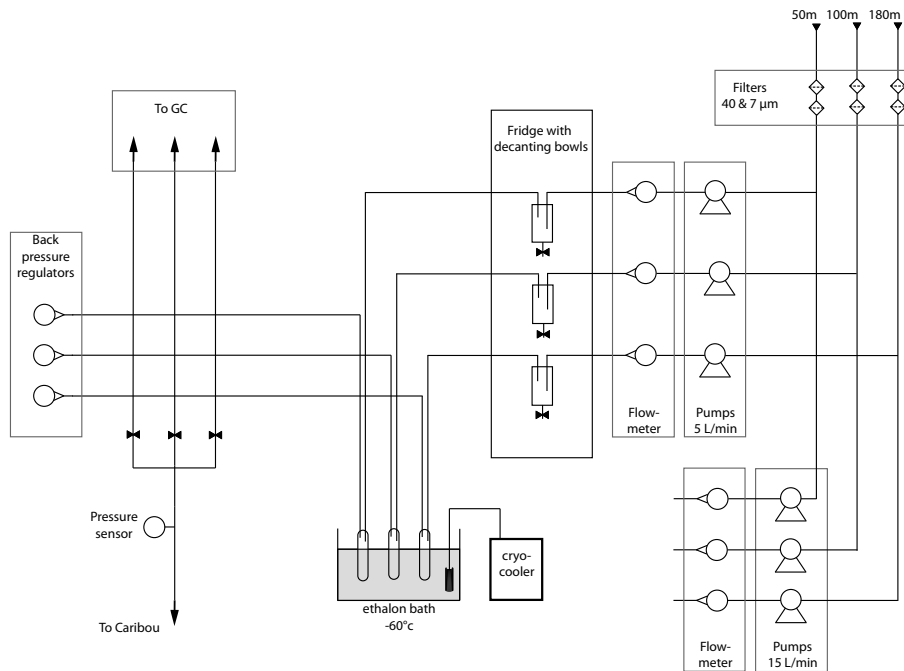 50m 100m 180m
Filters
40 & 7 μm
To GC
Fridge with
decanting bowls
Back
pressure
regulators
Flow-
meter
Pumps
5 L/min
Pressure
sensor
cryo-
cooler
ethalon bath
-60°c
To Caribou
Flow-
meter
Pumps
15 L/min